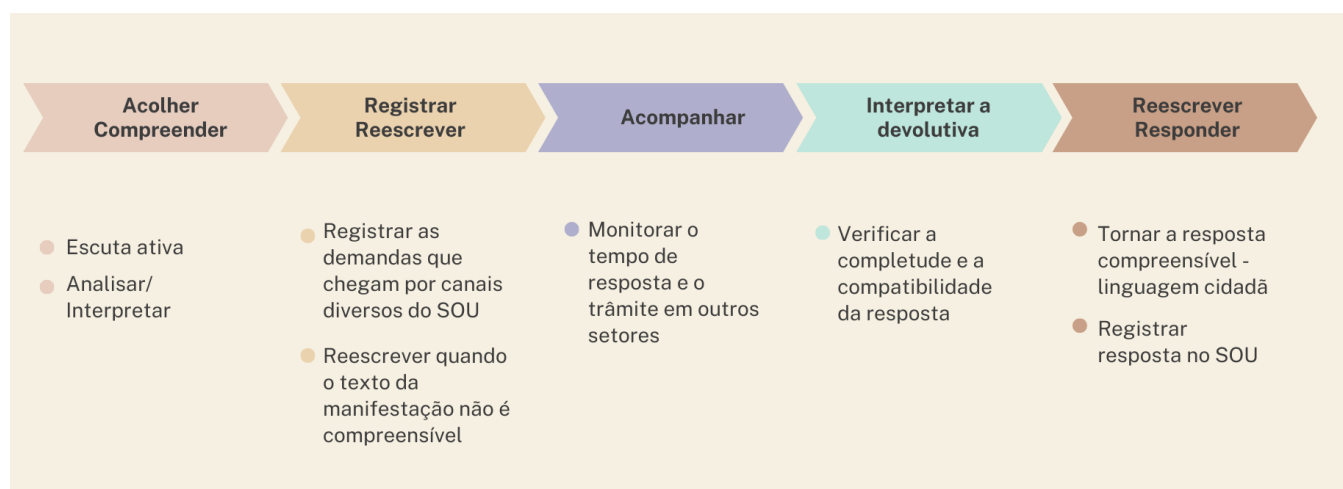 Acolher
Compreender
Registrar
Reescrever
Acompanhar
Interpretar a
devolutiva
Reescrever
Responder
Escuta ativa
Analisar/
Interpretar
Registrar as
demandas que
chegam por canais
diversos do SOU
Reescrever quando
o texto da
manifestação não é
compreensível
Monitorar o
tempo de
resposta e o
trâmite em outros
setores
Verificar a
completude e a
compatibilidade
da resposta
Tornar a resposta
compreensível -
linguagem cidadã
Registrar
resposta no SOU